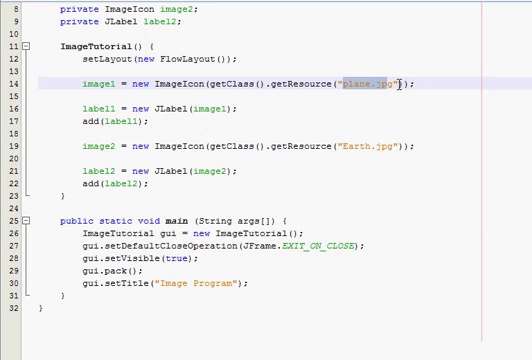 8 private ImageIcon image2;
9 private JLabel label2;
10
11 ImageTutorial() {
12 setLayout(new FlowLayout());
13
14 image1 = new ImageIcon(getClass().getResource("plane.jpg"));
15
16 label1 = new JLabel(image1);
17 add(label1);
18
19 image2 = new ImageIcon(getClass().getResource("Earth.jpg"));
20
21 label2 = new JLabel(image2);
22 add(label2);
23 }
24
25 public static void main (String args[]) {
26 ImageTutorial gui = new ImageTutorial();
27 gui.setDefaultCloseOperation(JFrame.EXIT_ON_CLOSE);
28 gui.setVisible(true);
29 gui.pack();
30 gui.setTitle("Image Program");
31 }
32 }